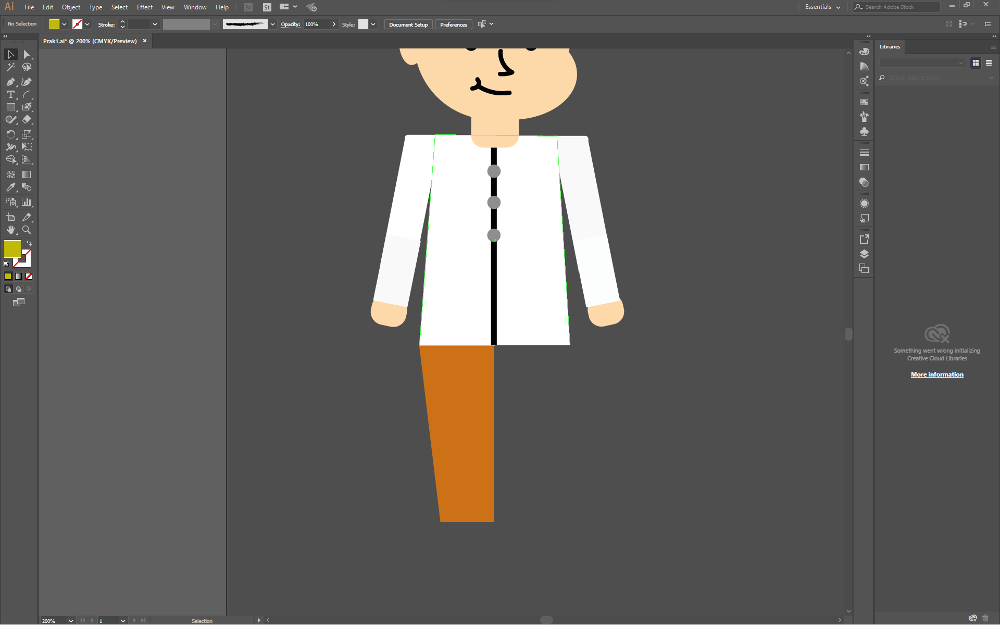 Ai File Edit Object Type Select Effect View Window Help Br St Essentials Search Adobe Stock
No Selection Stroke: Opacity: 100% Style: Document Setup Preferences
Prak1.ai* @ 200% (CMYK/Preview) ×
Libraries
Search Adobe Stock
Something went wrong initializing
Creative Cloud Libraries
More information
200% 1 Selection